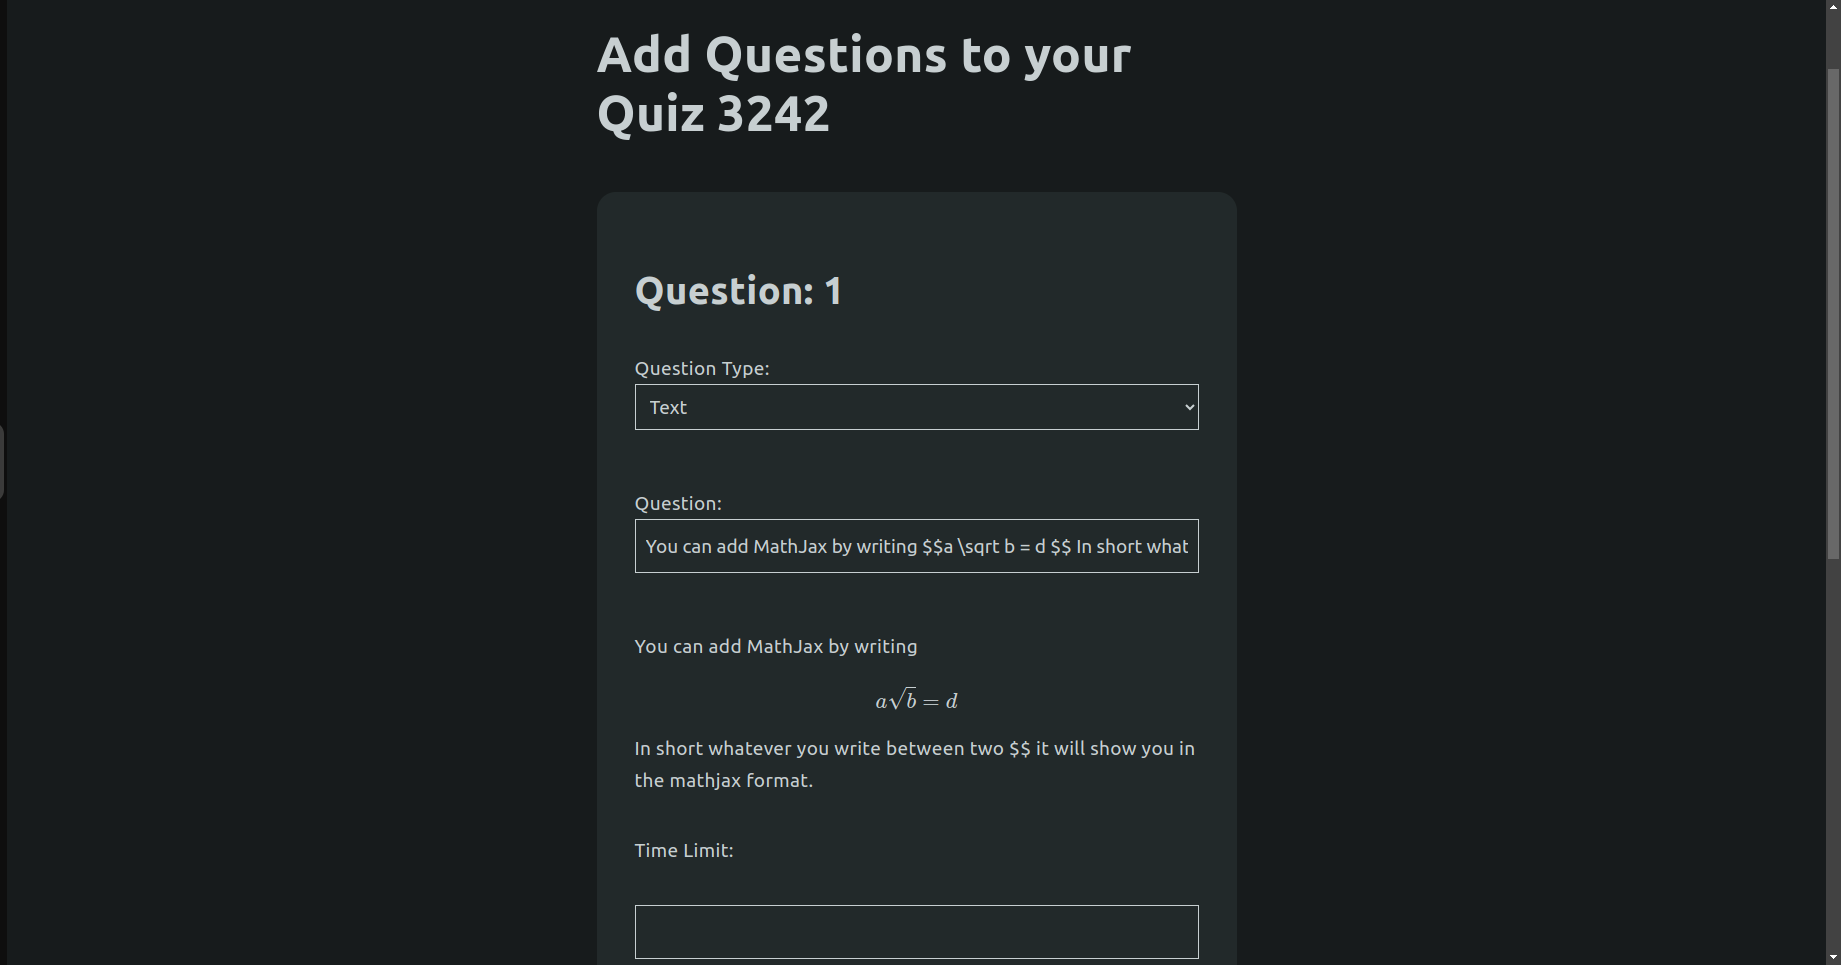 Add Questions to your
Quiz 3242
Question: 1
Question Type:
Text
Question:
You can add MathJax by writing $$a \sqrt b = d $$ In short what
You can add MathJax by writing
a√b = d
In short whatever you write between two $$ it will show you in
the mathjax format.
Time Limit: